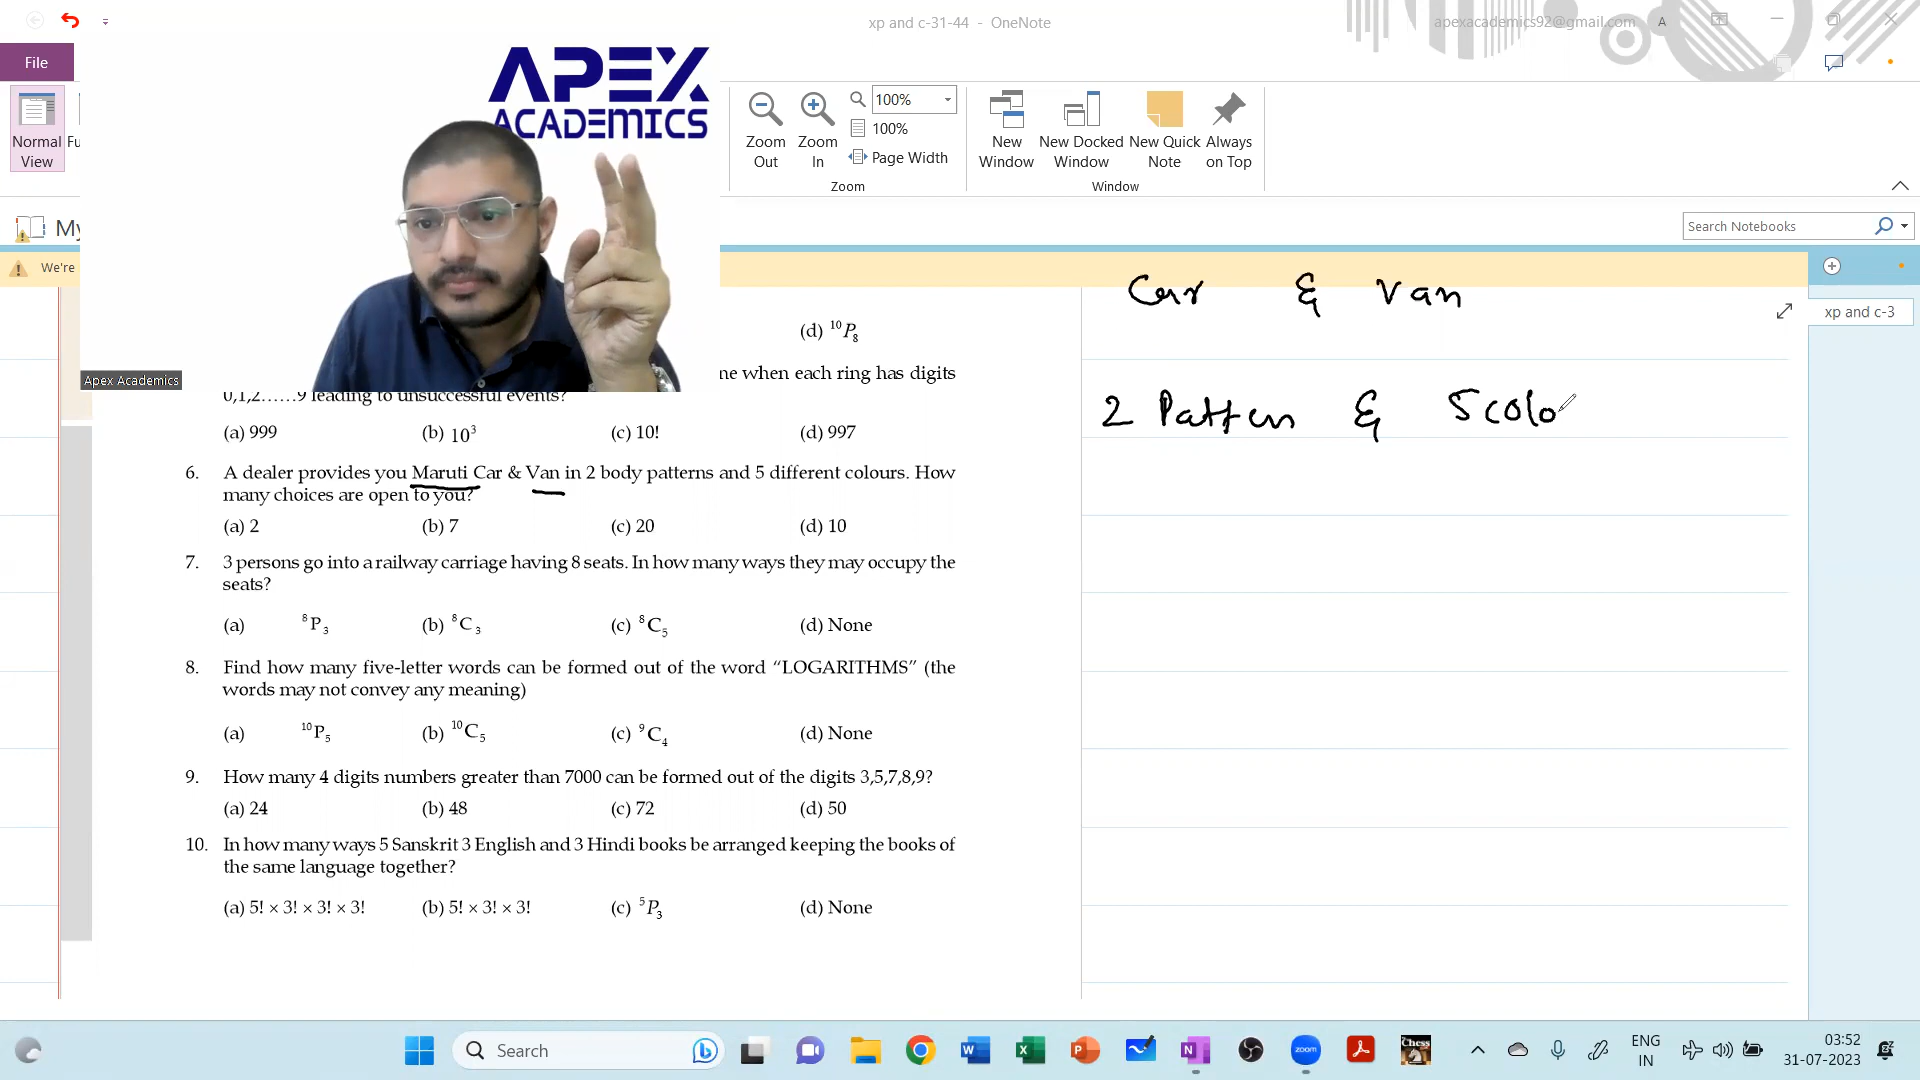 xp and c-31-44 - OneNote
apexacademics92@gmail.com A
File
APEX
ACADEMICS
100%
Normal View
Zoom Out
Zoom In
100%
Page Width
Zoom
New Window
New Docked Window
New Quick Note
Always on Top
Window
My
Search Notebooks
We're
Car & Van
xp and c-3
(d) ¹⁰P₈
Apex Academics
ne when each ring has digits
0,1,2......9 leading to unsuccessful events?
2 Pattern & 5 colo
(a) 999 (b) 10³ (c) 10! (d) 997
6. A dealer provides you Maruti Car & Van in 2 body patterns and 5 different colours. How
many choices are open to you?
(a) 2 (b) 7 (c) 20 (d) 10
7. 3 persons go into a railway carriage having 8 seats. In how many ways they may occupy the
seats?
(a) ⁸P₃ (b) ⁸C₃ (c) ⁸C₅ (d) None
8. Find how many five-letter words can be formed out of the word “LOGARITHMS” (the
words may not convey any meaning)
(a) ¹⁰P₅ (b) ¹⁰C₅ (c) ⁹C₄ (d) None
9. How many 4 digits numbers greater than 7000 can be formed out of the digits 3,5,7,8,9?
(a) 24 (b) 48 (c) 72 (d) 50
10. In how many ways 5 Sanskrit 3 English and 3 Hindi books be arranged keeping the books of
the same language together?
(a) 5! × 3! × 3! × 3! (b) 5! × 3! × 3! (c) ⁵P₃ (d) None
Search
zoom
Chess
ENG
IN
03:52
31-07-2023